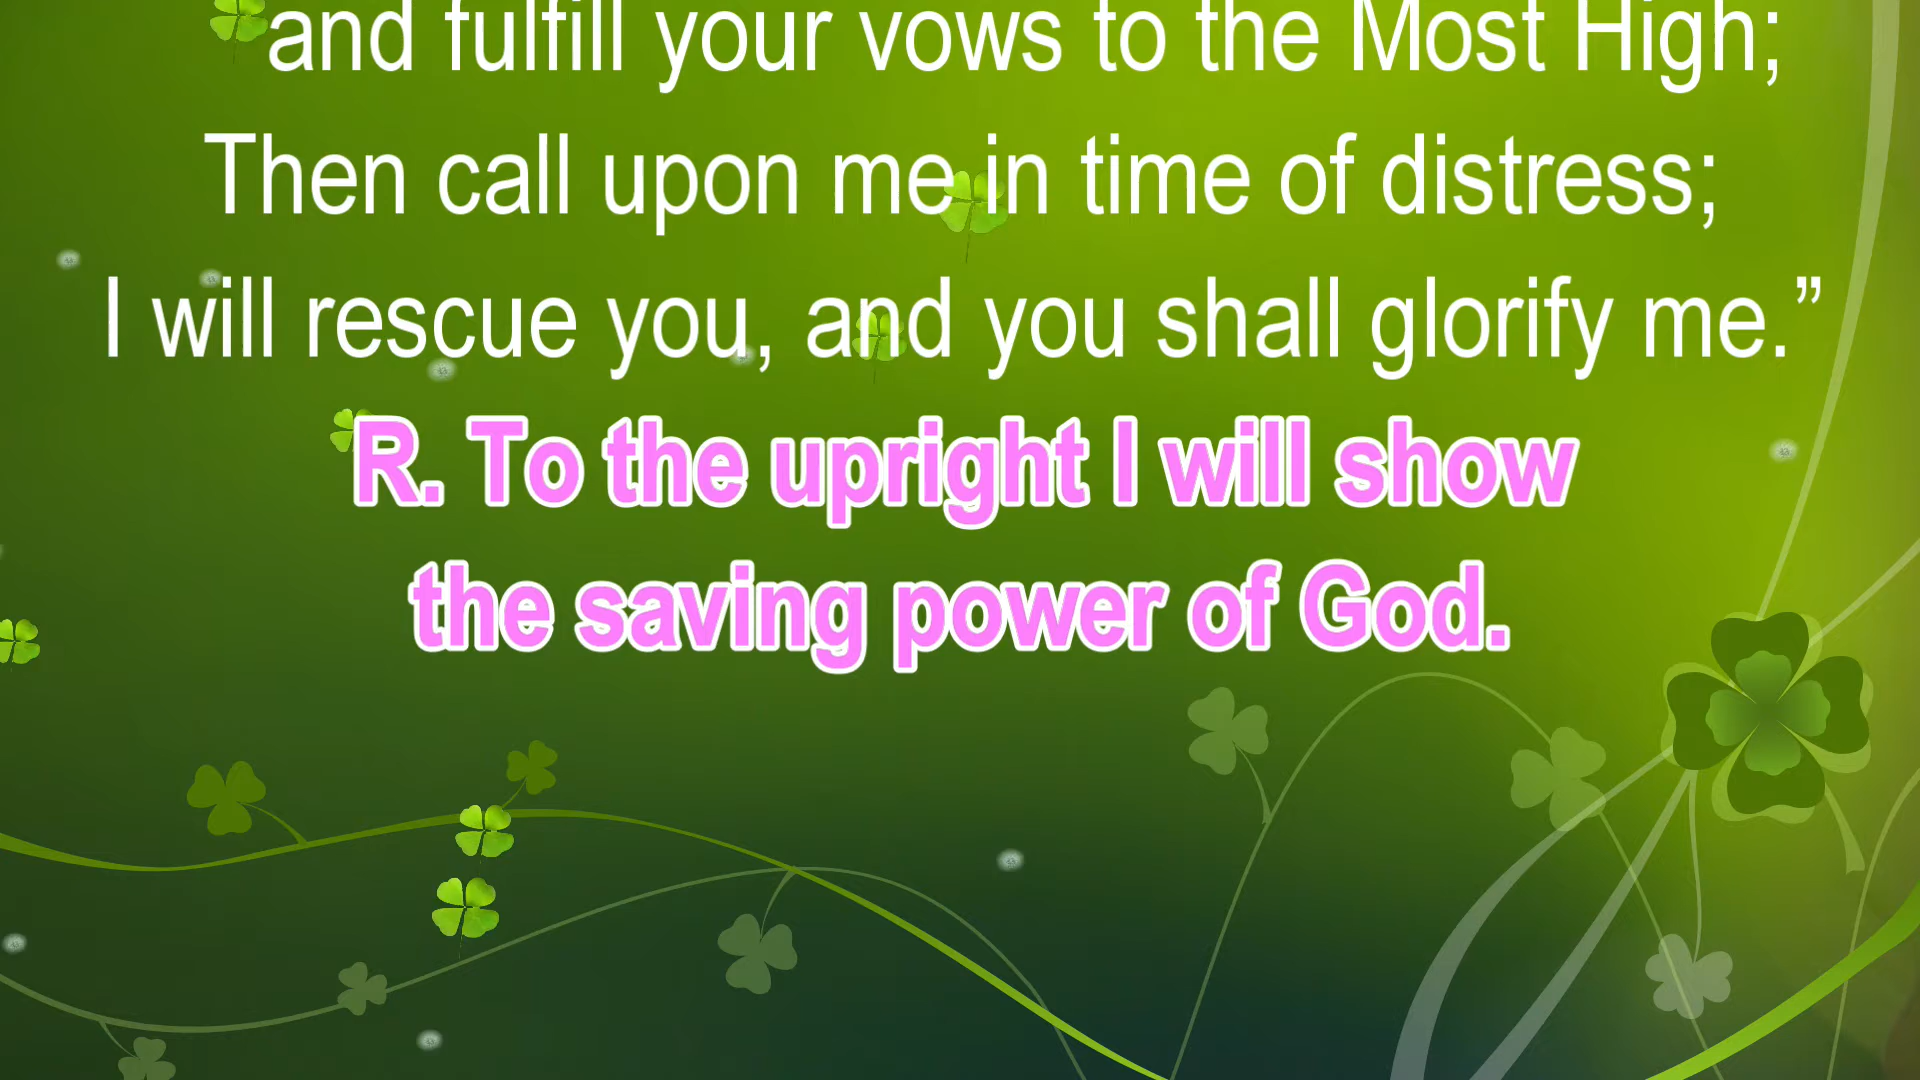 and fulfill your vows to the Most High;
Then call upon me in time of distress;
I will rescue you, and you shall glorify me.”
R. To the upright I will show
the saving power of God.